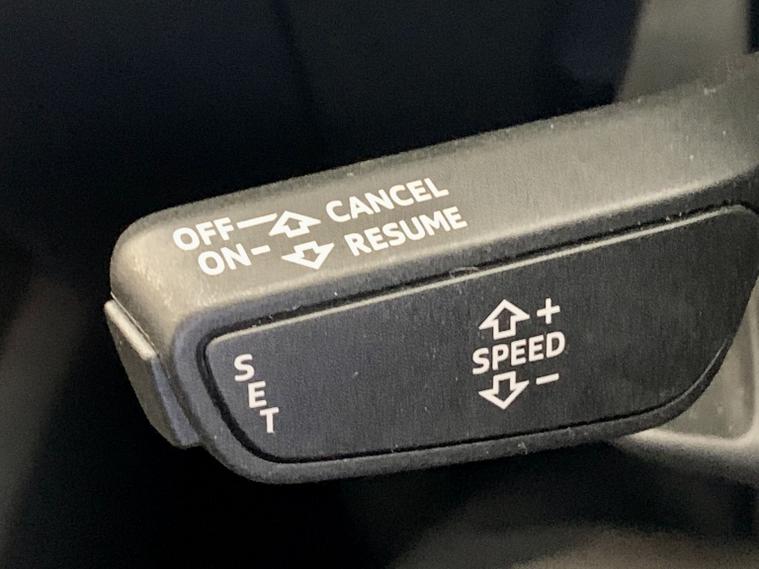 OFF CANCEL
ON RESUME
SET
+
SPEED
-